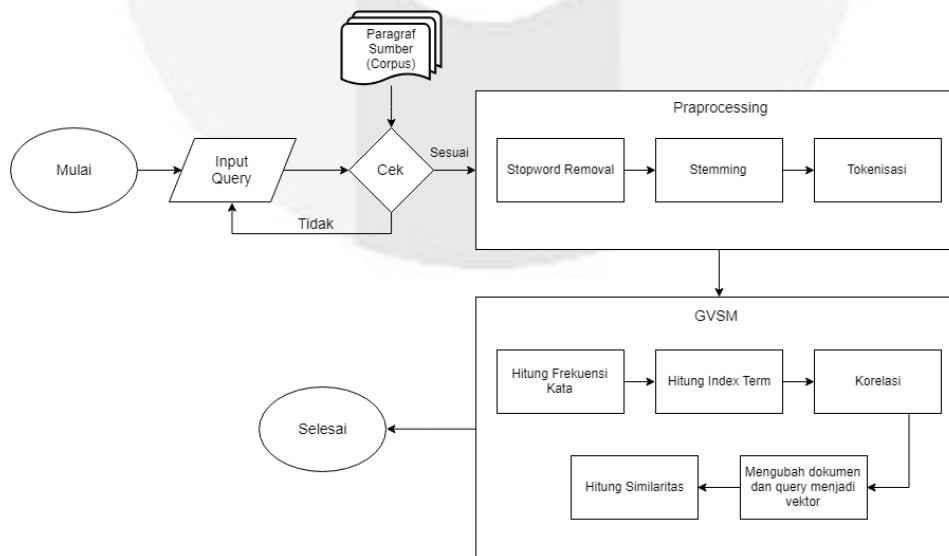 Paragraf
Sumber
(Corpus)
Mulai
Input
Query
Cek
Sesuai
Tidak
Praprocessing
Stopword Removal
Stemming
Tokenisasi
GVSM
Hitung Frekuensi
Kata
Hitung Index Term
Korelasi
Mengubah dokumen
dan query menjadi
vektor
Hitung Similaritas
Selesai